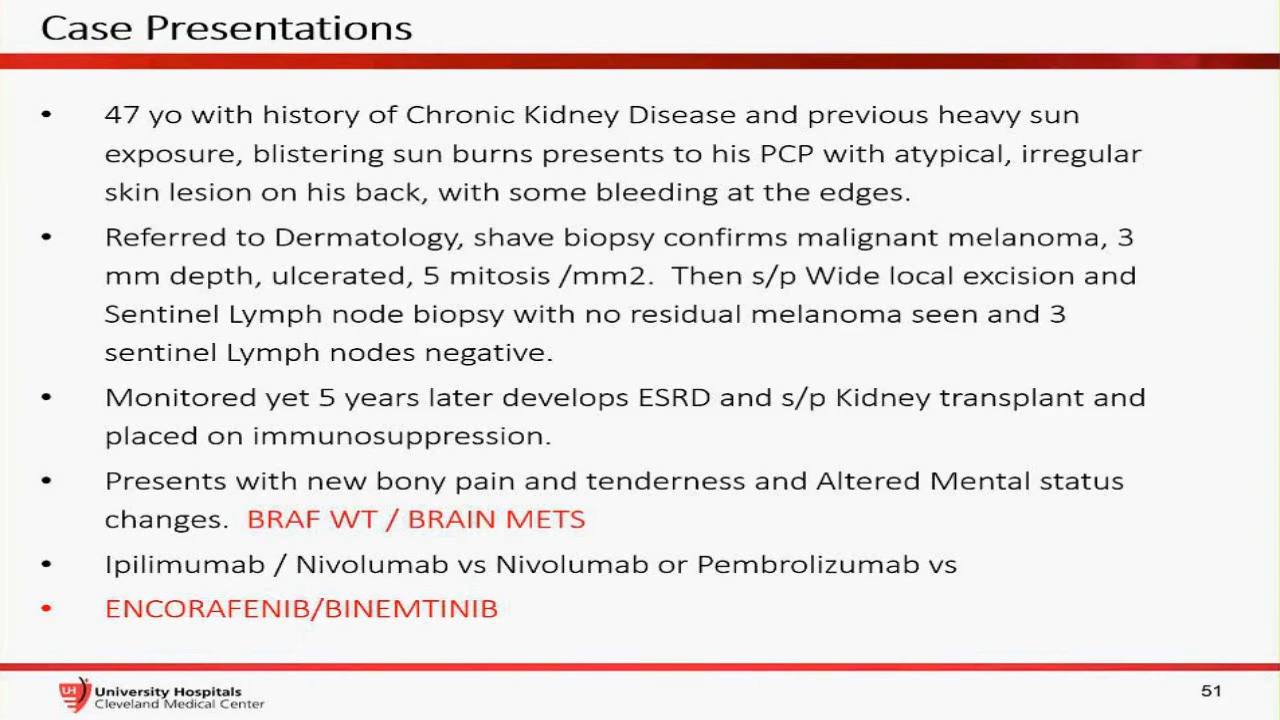 Case Presentations
• 47 yo with history of Chronic Kidney Disease and previous heavy sun
exposure, blistering sun burns presents to his PCP with atypical, irregular
skin lesion on his back, with some bleeding at the edges.
• Referred to Dermatology, shave biopsy confirms malignant melanoma, 3
mm depth, ulcerated, 5 mitosis /mm2. Then s/p Wide local excision and
Sentinel Lymph node biopsy with no residual melanoma seen and 3
sentinel Lymph nodes negative.
• Monitored yet 5 years later develops ESRD and s/p Kidney transplant and
placed on immunosuppression.
• Presents with new bony pain and tenderness and Altered Mental status
changes. BRAF WT / BRAIN METS
• Ipilimumab / Nivolumab vs Nivolumab or Pembrolizumab vs
• ENCORAFENIB/BINEMTINIB
UH University Hospitals
Cleveland Medical Center
51